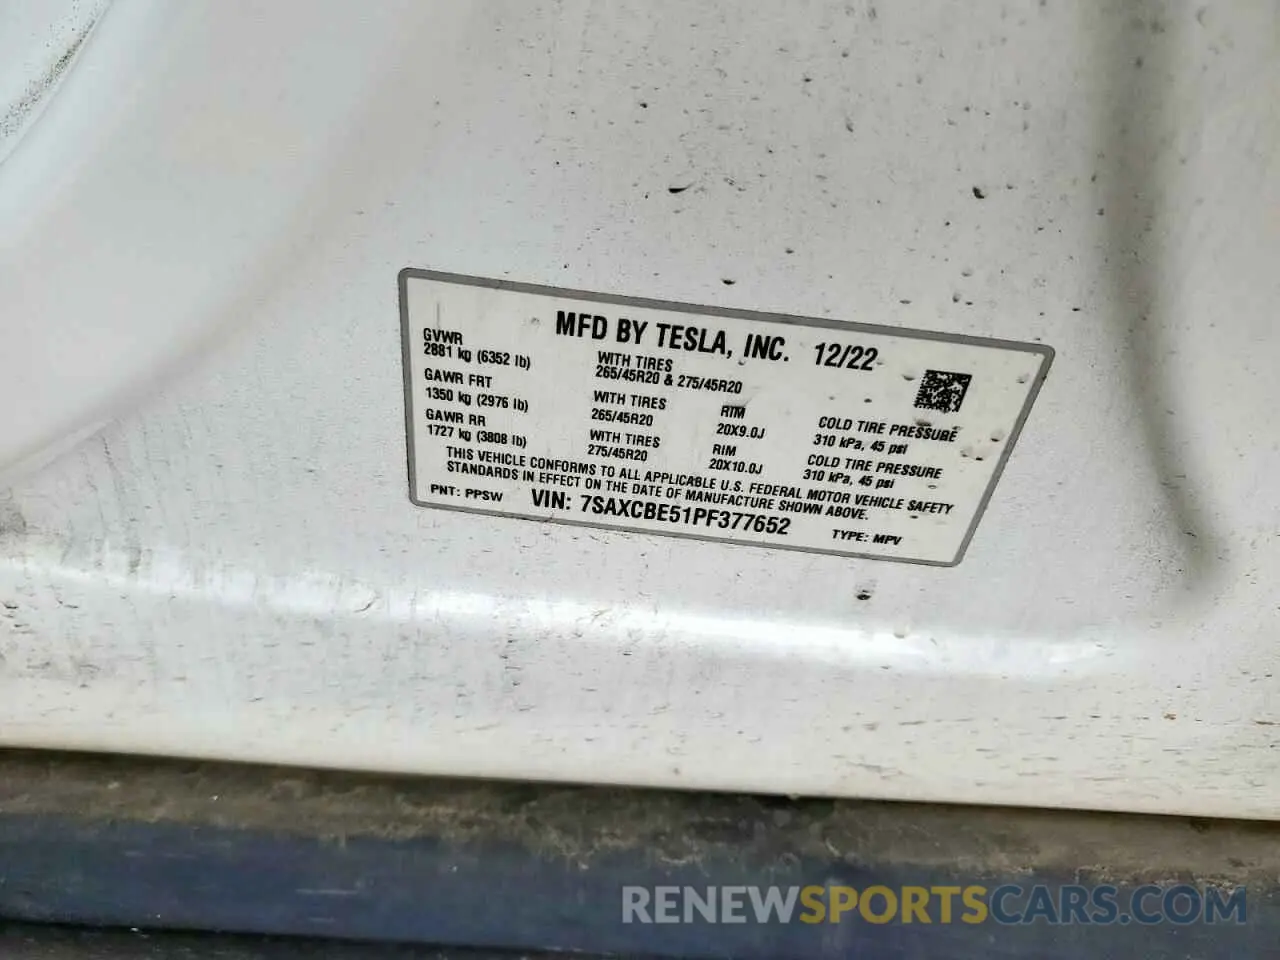 MFD BY TESLA, INC. 12/22
GVWR
2881 kg (6352 lb)
WITH TIRES
265/45R20 & 275/45R20
GAWR FRT
1350 kg (2976 lb)
WITH TIRES
265/45R20
RIM
20X9.0J
COLD TIRE PRESSURE
310 kPa, 45 psi
GAWR RR
1727 kg (3808 lb)
WITH TIRES
275/45R20
RIM
20X10.0J
COLD TIRE PRESSURE
310 kPa, 45 psi
THIS VEHICLE CONFORMS TO ALL APPLICABLE U.S. FEDERAL MOTOR VEHICLE SAFETY
STANDARDS IN EFFECT ON THE DATE OF MANUFACTURE SHOWN ABOVE.
PNT: PPSW VIN: 7SAXCBE51PF377652 TYPE: MPV
RENEWSPORTSCARS.COM